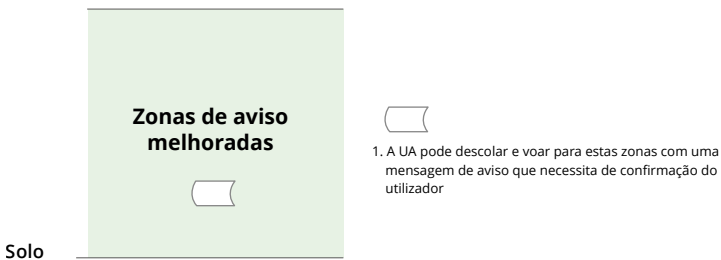 Zonas de aviso
melhoradas
1. A UA pode descolar e voar para estas zonas com uma
mensagem de aviso que necessita de confirmação do
utilizador
Solo